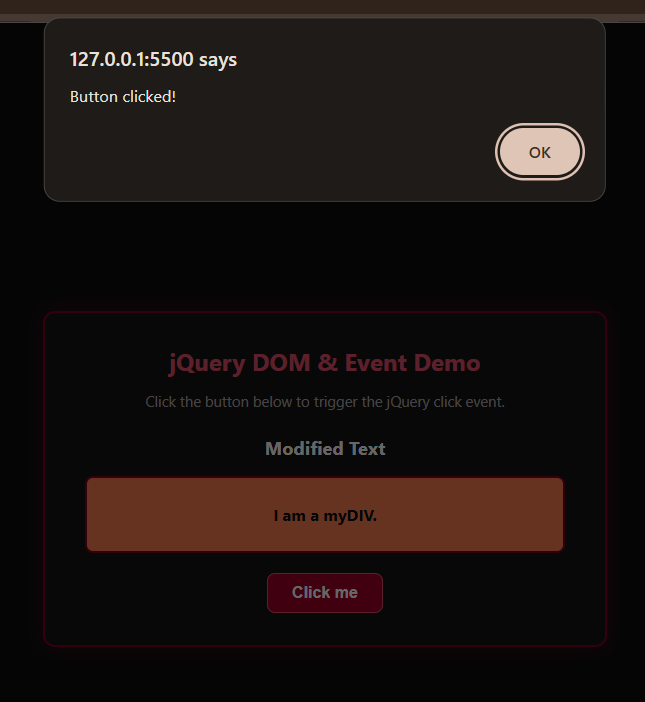 127.0.0.1:5500 says
Button clicked!
OK
jQuery DOM & Event Demo
Click the button below to trigger the jQuery click event.
Modified Text
I am a myDIV.
Click me